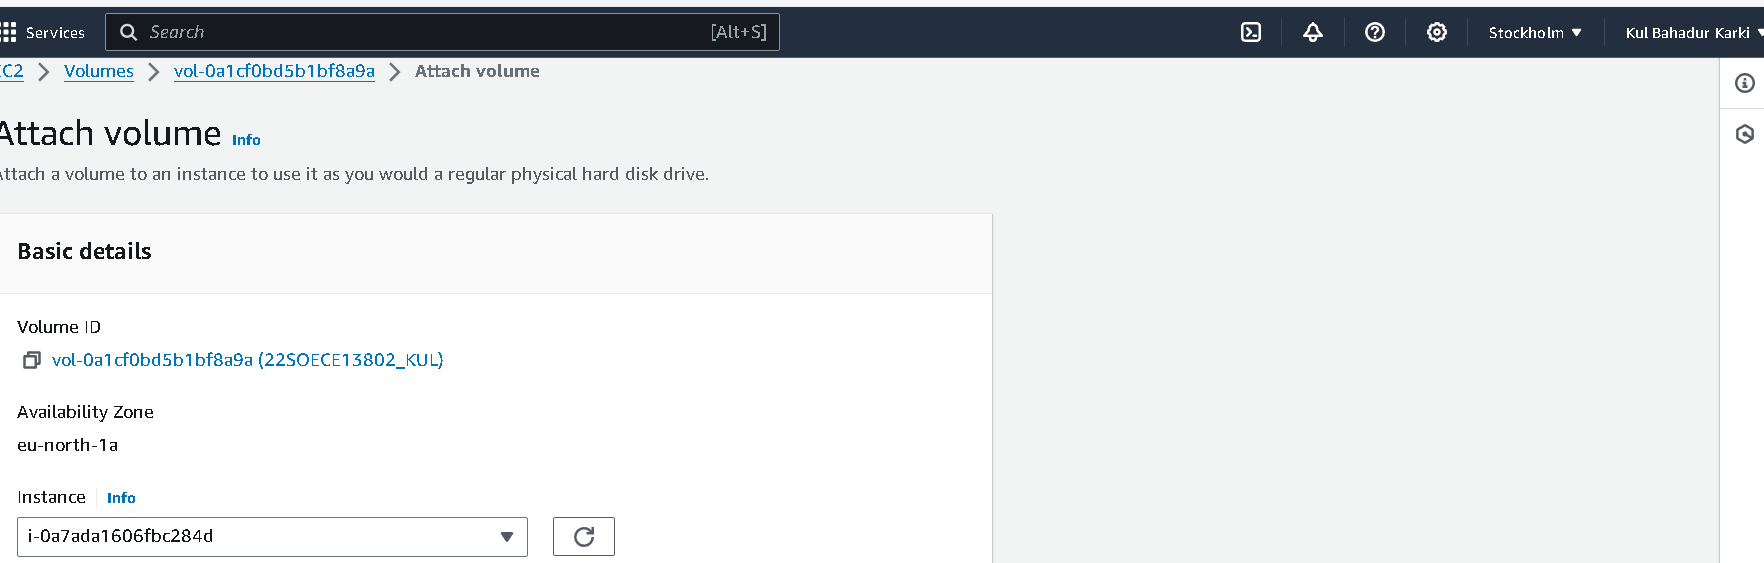 Services Search [Alt+S] Stockholm Kul Bahadur Karki
EC2 Volumes vol-0a1cf0bd5b1bf8a9a Attach volume
Attach volume Info
Attach a volume to an instance to use it as you would a regular physical hard disk drive.
Basic details
Volume ID
vol-0a1cf0bd5b1bf8a9a (22SOECE13802_KUL)
Availability Zone
eu-north-1a
Instance Info
i-0a7ada1606fbc284d